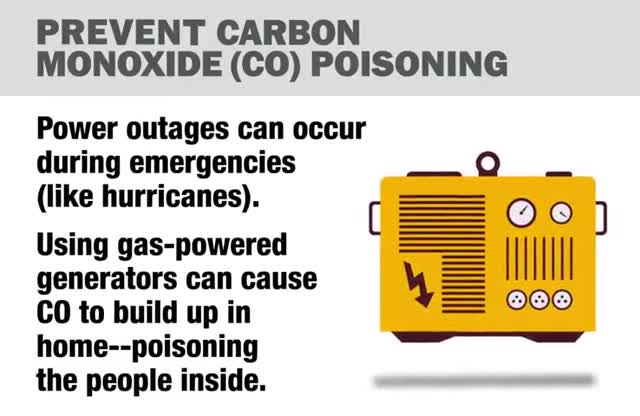 PREVENT CARBON
MONOXIDE (CO) POISONING
Power outages can occur
during emergencies
(like hurricanes).
Using gas-powered
generators can cause
CO to build up in
home--poisoning
the people inside.